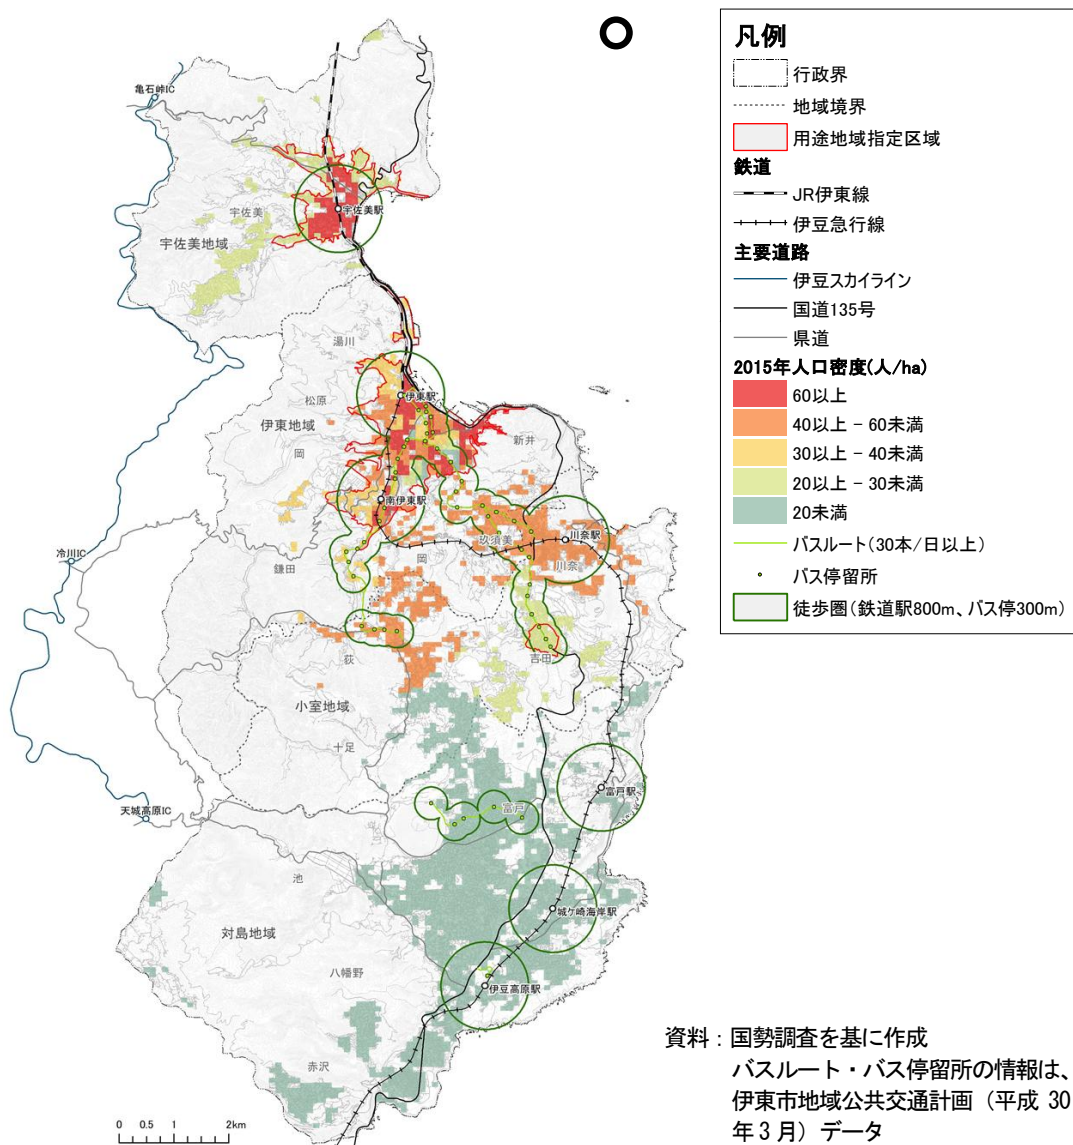 凡例
行政界
地域境界
用途地域指定区域
鉄道
JR伊東線
伊豆急行線
主要道路
伊豆スカイライン
国道135号
県道
2015年人口密度(人/ha)
60以上
40以上 − 60未満
30以上 − 40未満
20以上 − 30未満
20未満
バスルート(30本/日以上)
バス停留所
徒歩圏(鉄道駅800m、バス停300m)
亀石峠IC
宇佐美駅
宇佐美
宇佐美地域
湯川
伊東駅
松原
伊東地域
新井
岡
南伊東駅
玖須美
川奈駅
冷川IC
岡
川奈
鎌田
荻
吉田
小室地域
十足
富戸駅
富戸
天城高原IC
池
城ケ崎海岸駅
対島地域
八幡野
伊豆高原駅
赤沢
0 0.5 1 2km
資料：国勢調査を基に作成
バスルート・バス停留所の情報は、
伊東市地域公共交通計画（平成 30
年3月）データ